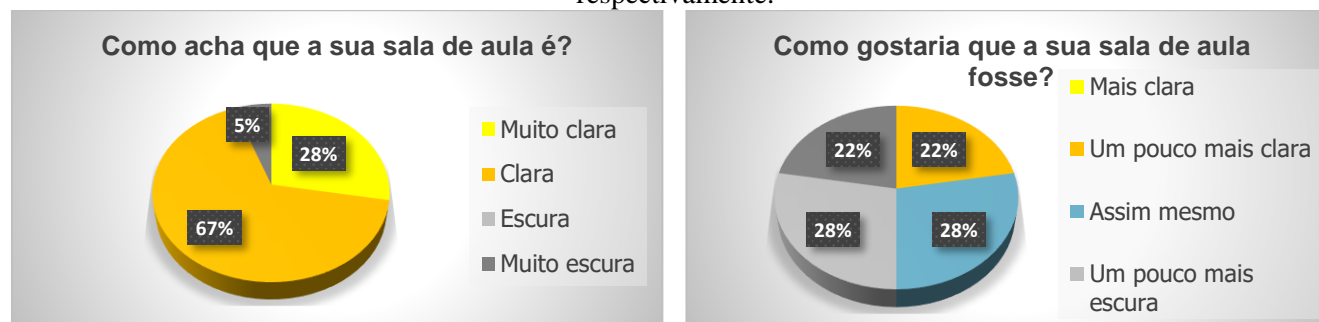 respectivamente.
Como acha que a sua sala de aula é?
5%
28%
67%
Muito clara
Clara
Escura
Muito escura
Como gostaria que a sua sala de aula
fosse?
22%
22%
28%
28%
Mais clara
Um pouco mais clara
Assim mesmo
Um pouco mais
escura